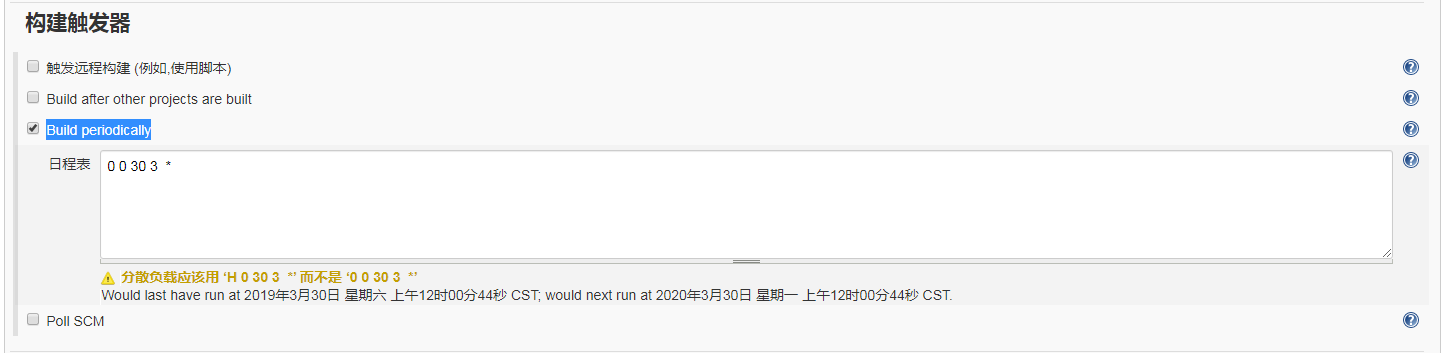 构建触发器
触发远程构建 (例如,使用脚本)
Build after other projects are built
Build periodically
日程表
0 0 30 3  *
分散负载应该用 ‘H 0 30 3  *’ 而不是 ‘0 0 30 3  *’
Would last have run at 2019年3月30日 星期六 上午12时00分44秒 CST; would next run at 2020年3月30日 星期一 上午12时00分44秒 CST.
Poll SCM